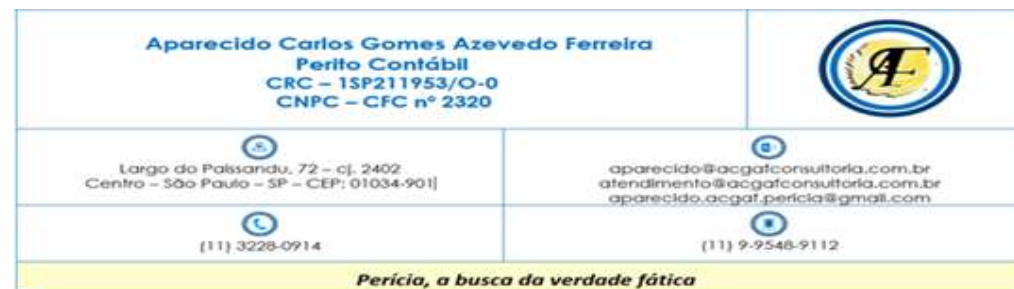 Aparecido Carlos Gomes Azevedo Ferreira
Perito Contábil
CRC – 1SP211953/O-0
CNPC – CFC nº 2320
Largo do Paissandu, 72 – cj. 2402
Centro – São Paulo – SP – CEP: 01034-901
aparecido@acgafconsultoria.com.br
atendimento@acgafconsultoria.com.br
aparecido.acgaf.pericia@gmail.com
(11) 3228-0914
(11) 9-9548-9112
Perícia, a busca da verdade fática